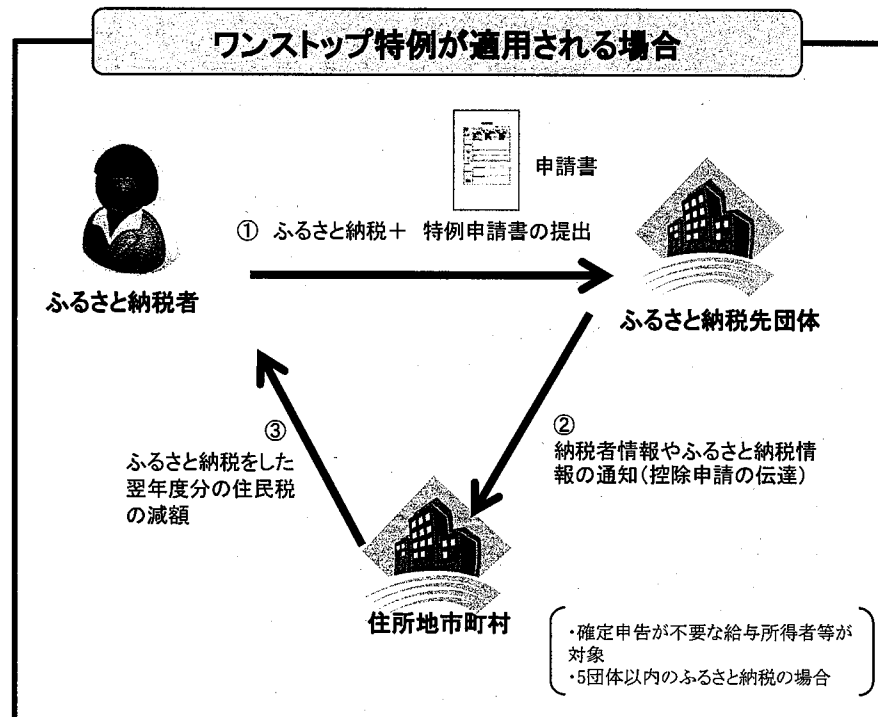 ワンストップ特例が適用される場合
申請書
① ふるさと納税＋ 特例申請書の提出
ふるさと納税者
ふるさと納税先団体
②
納税者情報やふるさと納税情
報の通知(控除申請の伝達)
③
ふるさと納税をした
翌年度分の住民税
の減額
住所地市町村
・確定申告が不要な給与所得者等が
対象
・5団体以内のふるさと納税の場合